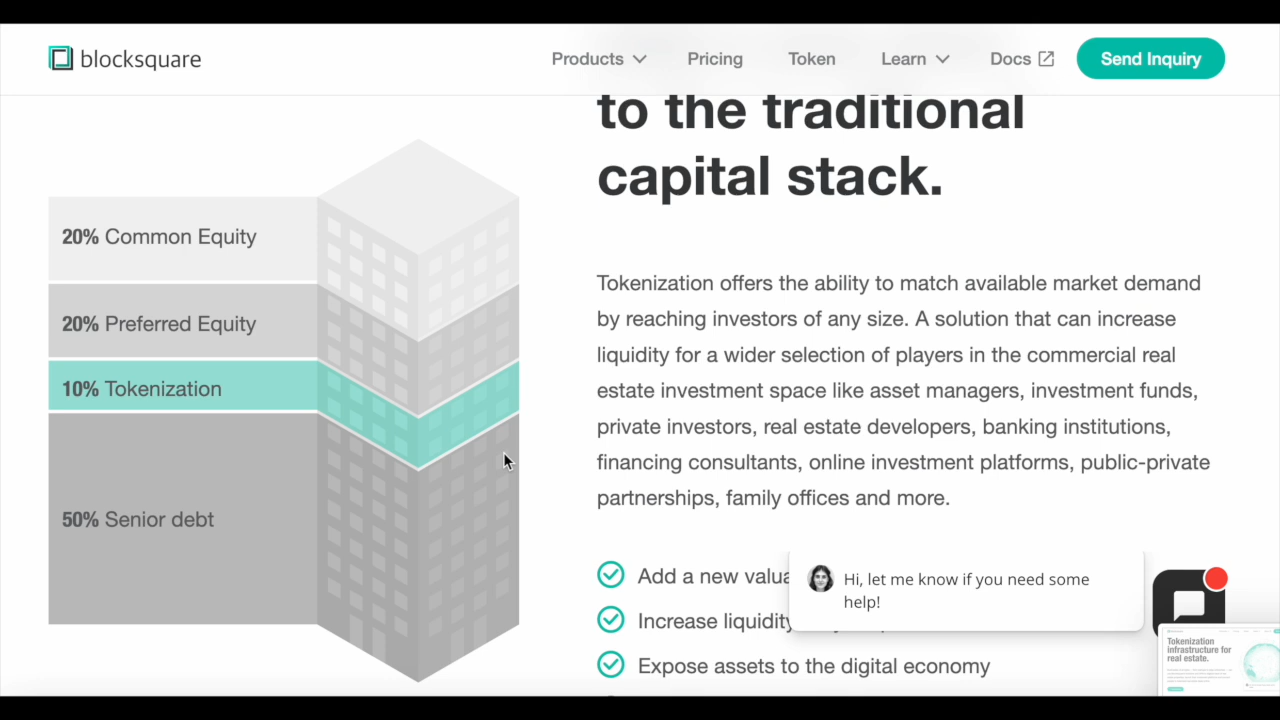 blocksquare
Products
Pricing
Token
Learn
Docs
Send Inquiry
to the traditional
capital stack.
20% Common Equity
20% Preferred Equity
10% Tokenization
50% Senior debt
Tokenization offers the ability to match available market demand
by reaching investors of any size. A solution that can increase
liquidity for a wider selection of players in the commercial real
estate investment space like asset managers, investment funds,
private investors, real estate developers, banking institutions,
financing consultants, online investment platforms, public-private
partnerships, family offices and more.
Add a new
Increase liquidity
Expose assets to the digital economy
Hi, let me know if you need some
help!
Tokenization
infrastructure for
real estate.